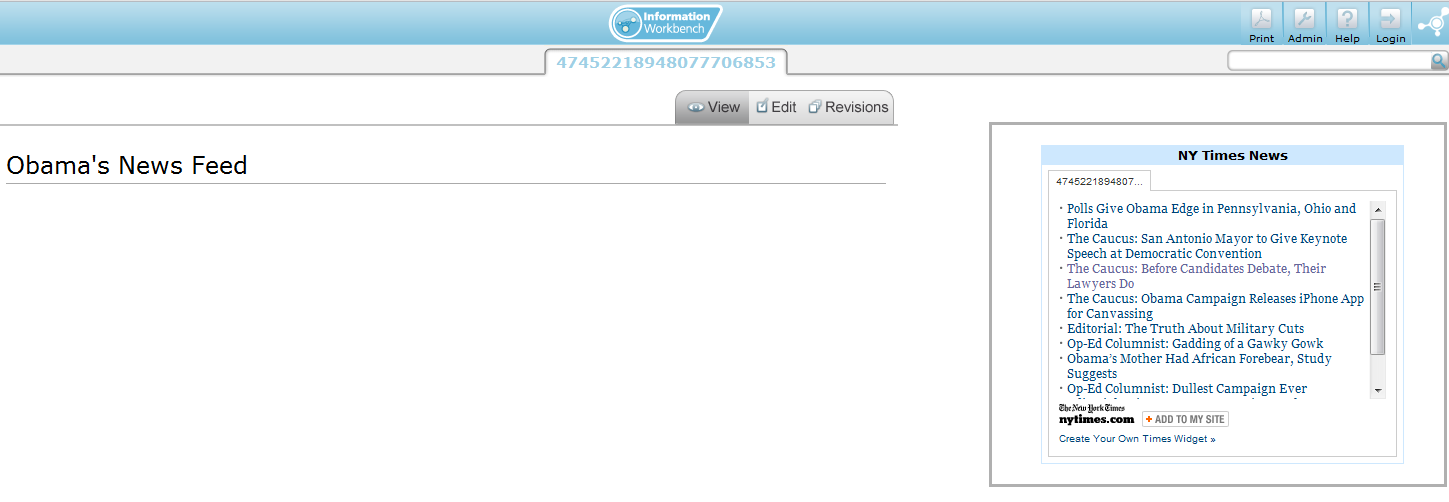 Information
Workbench
Print Admin Help Login
47452218948077706853
View Edit Revisions
Obama's News Feed
NY Times News
4745221894807...
· Polls Give Obama Edge in Pennsylvania, Ohio and
Florida
· The Caucus: San Antonio Mayor to Give Keynote
Speech at Democratic Convention
· The Caucus: Before Candidates Debate, Their
Lawyers Do
· The Caucus: Obama Campaign Releases iPhone App
for Canvassing
· Editorial: The Truth About Military Cuts
· Op-Ed Columnist: Gadding of a Gawky Gowk
· Obama’s Mother Had African Forebear, Study
Suggests
· Op-Ed Columnist: Dullest Campaign Ever
The New York Times
nytimes.com + ADD TO MY SITE
Create Your Own Times Widget »